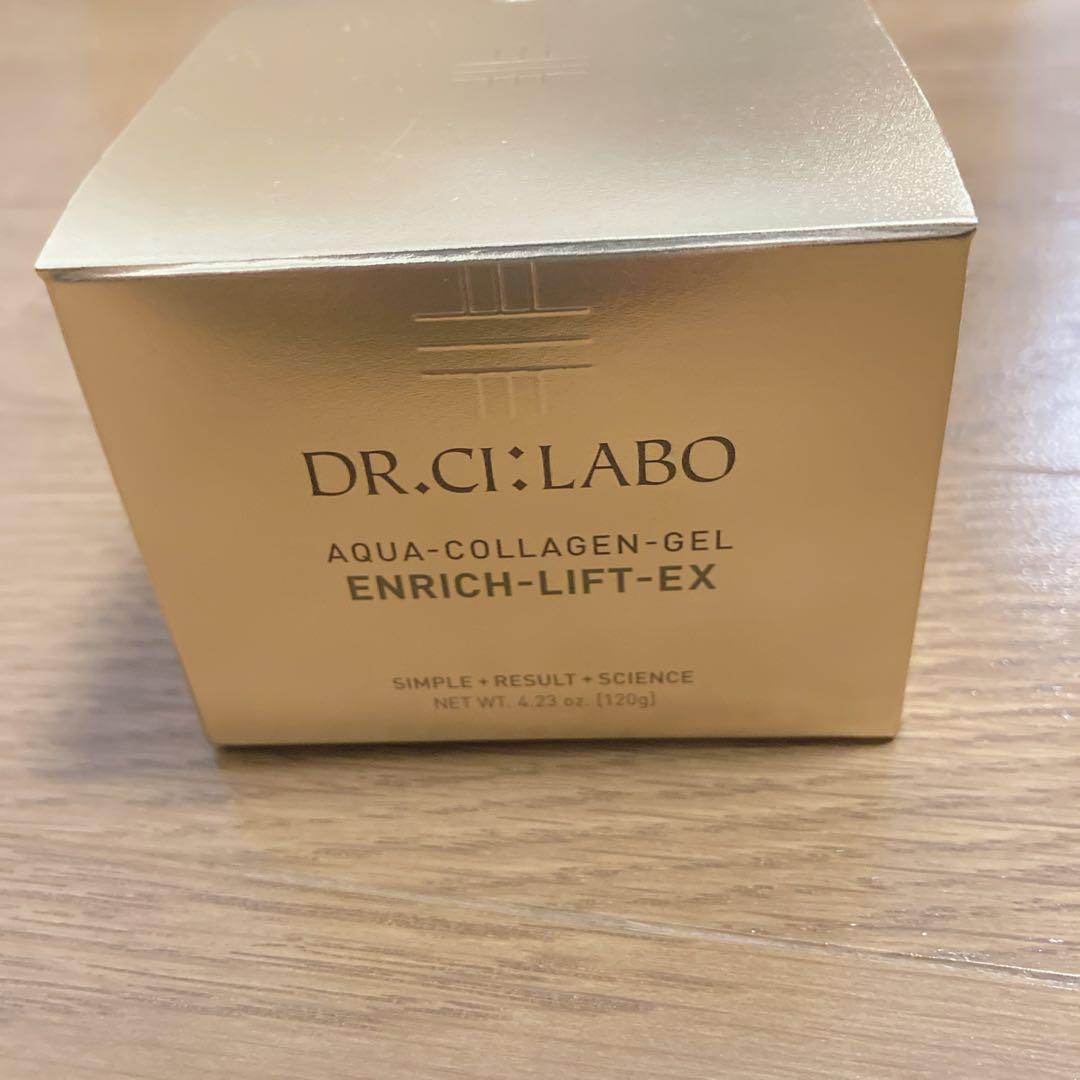 DR.CI:LABO
AQUA-COLLAGEN-GEL
ENRICH-LIFT-EX
SIMPLE + RESULT + SCIENCE
NET WT. 4.23 oz. [120g]